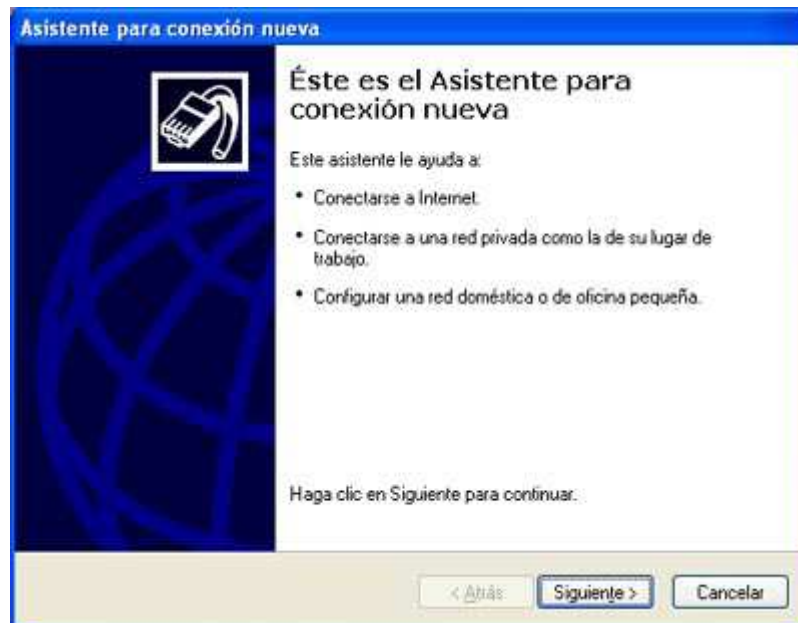 Asistente para conexión nueva
Éste es el Asistente para
conexión nueva
Este asistente le ayuda a:
• Conectarse a Internet.
• Conectarse a una red privada como la de su lugar de
trabajo.
• Configurar una red doméstica o de oficina pequeña.
Haga clic en Siguiente para continuar.
< Atrás Siguiente > Cancelar